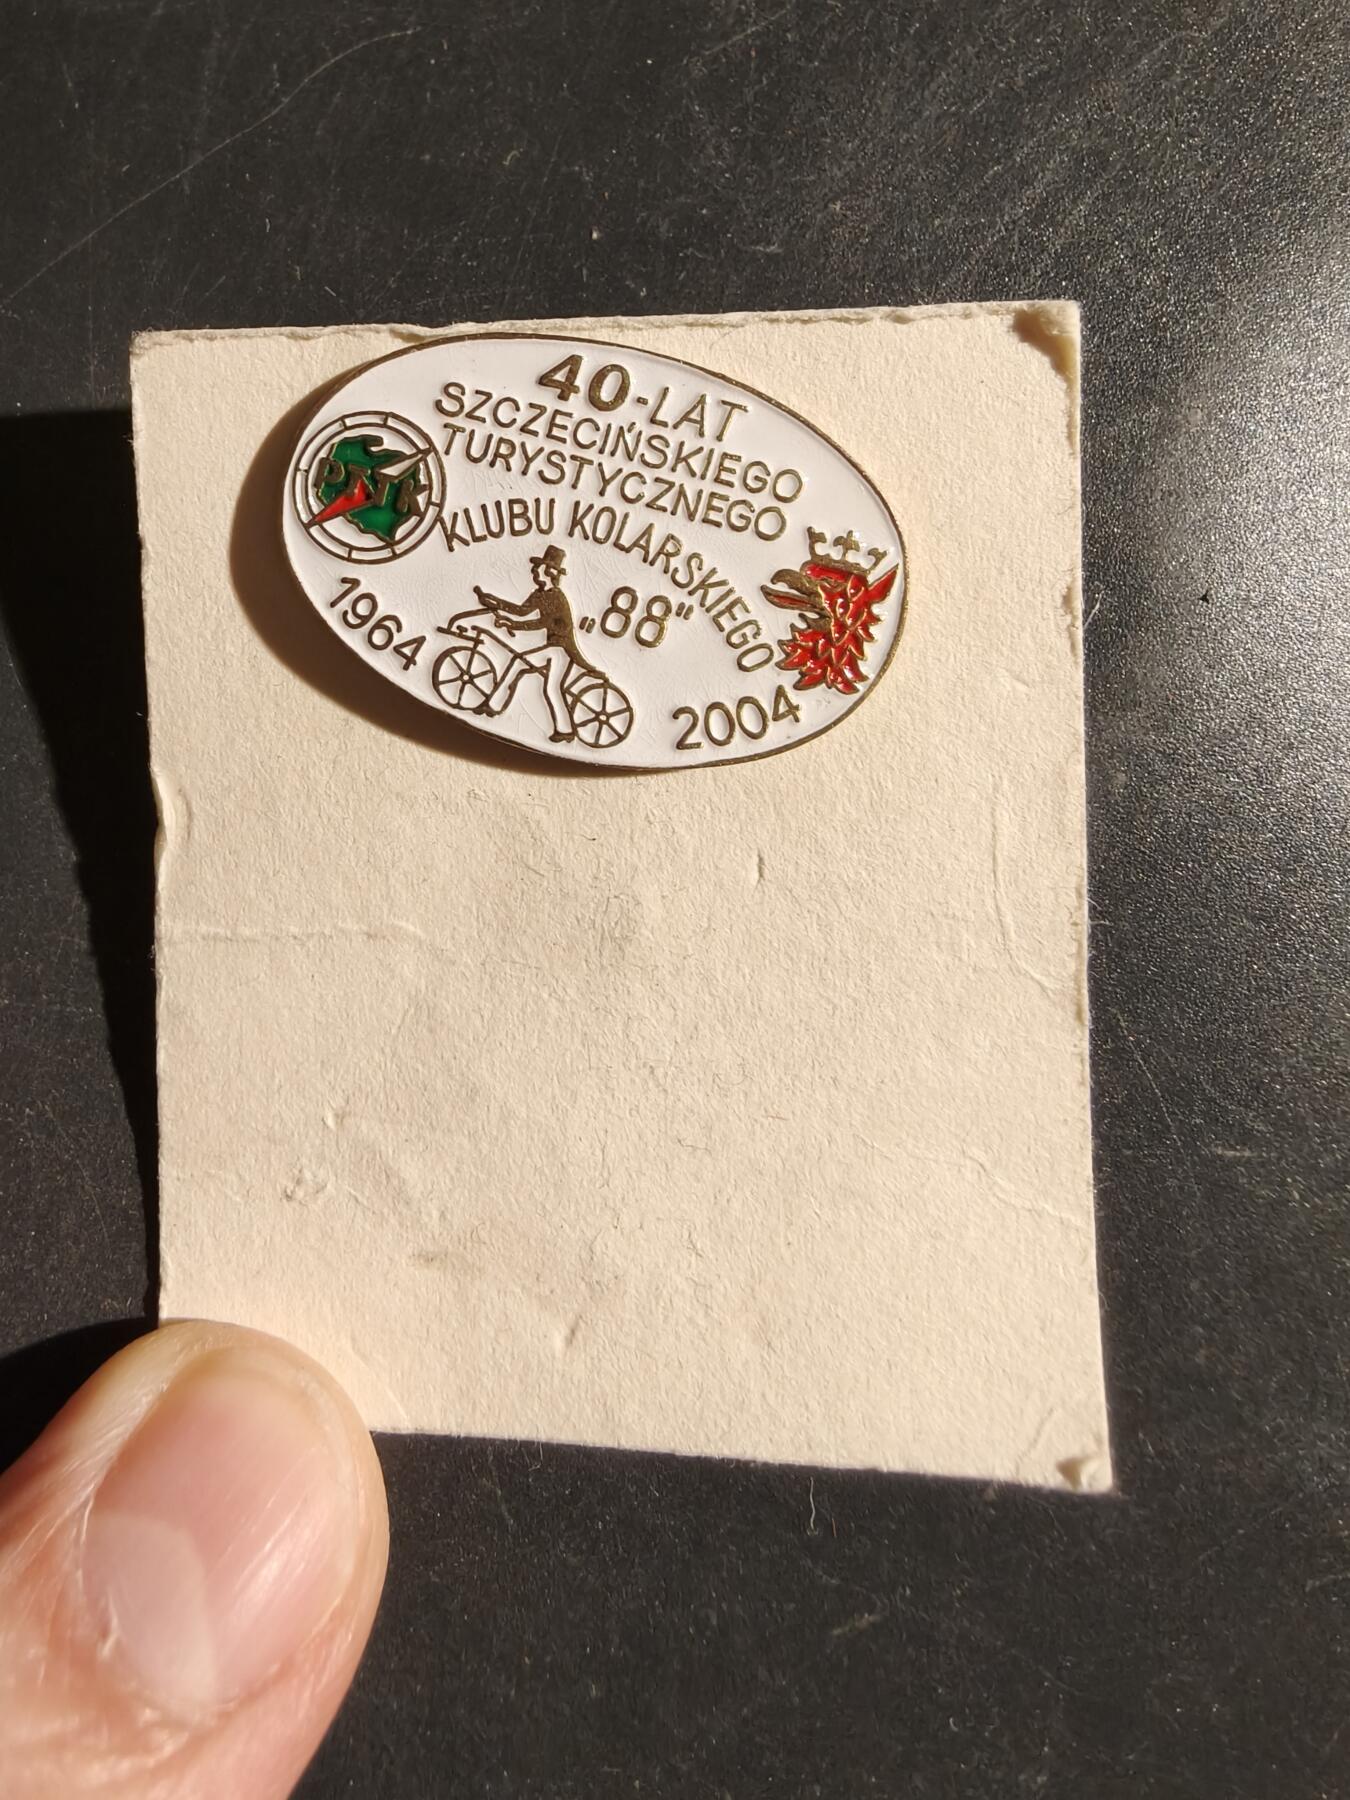 40-LAT
SZCZECIŃSKIEGO
TURYSTYCZNEGO
KLUBU KOLARSKIEGO
„88”
PTTK
1964
2004